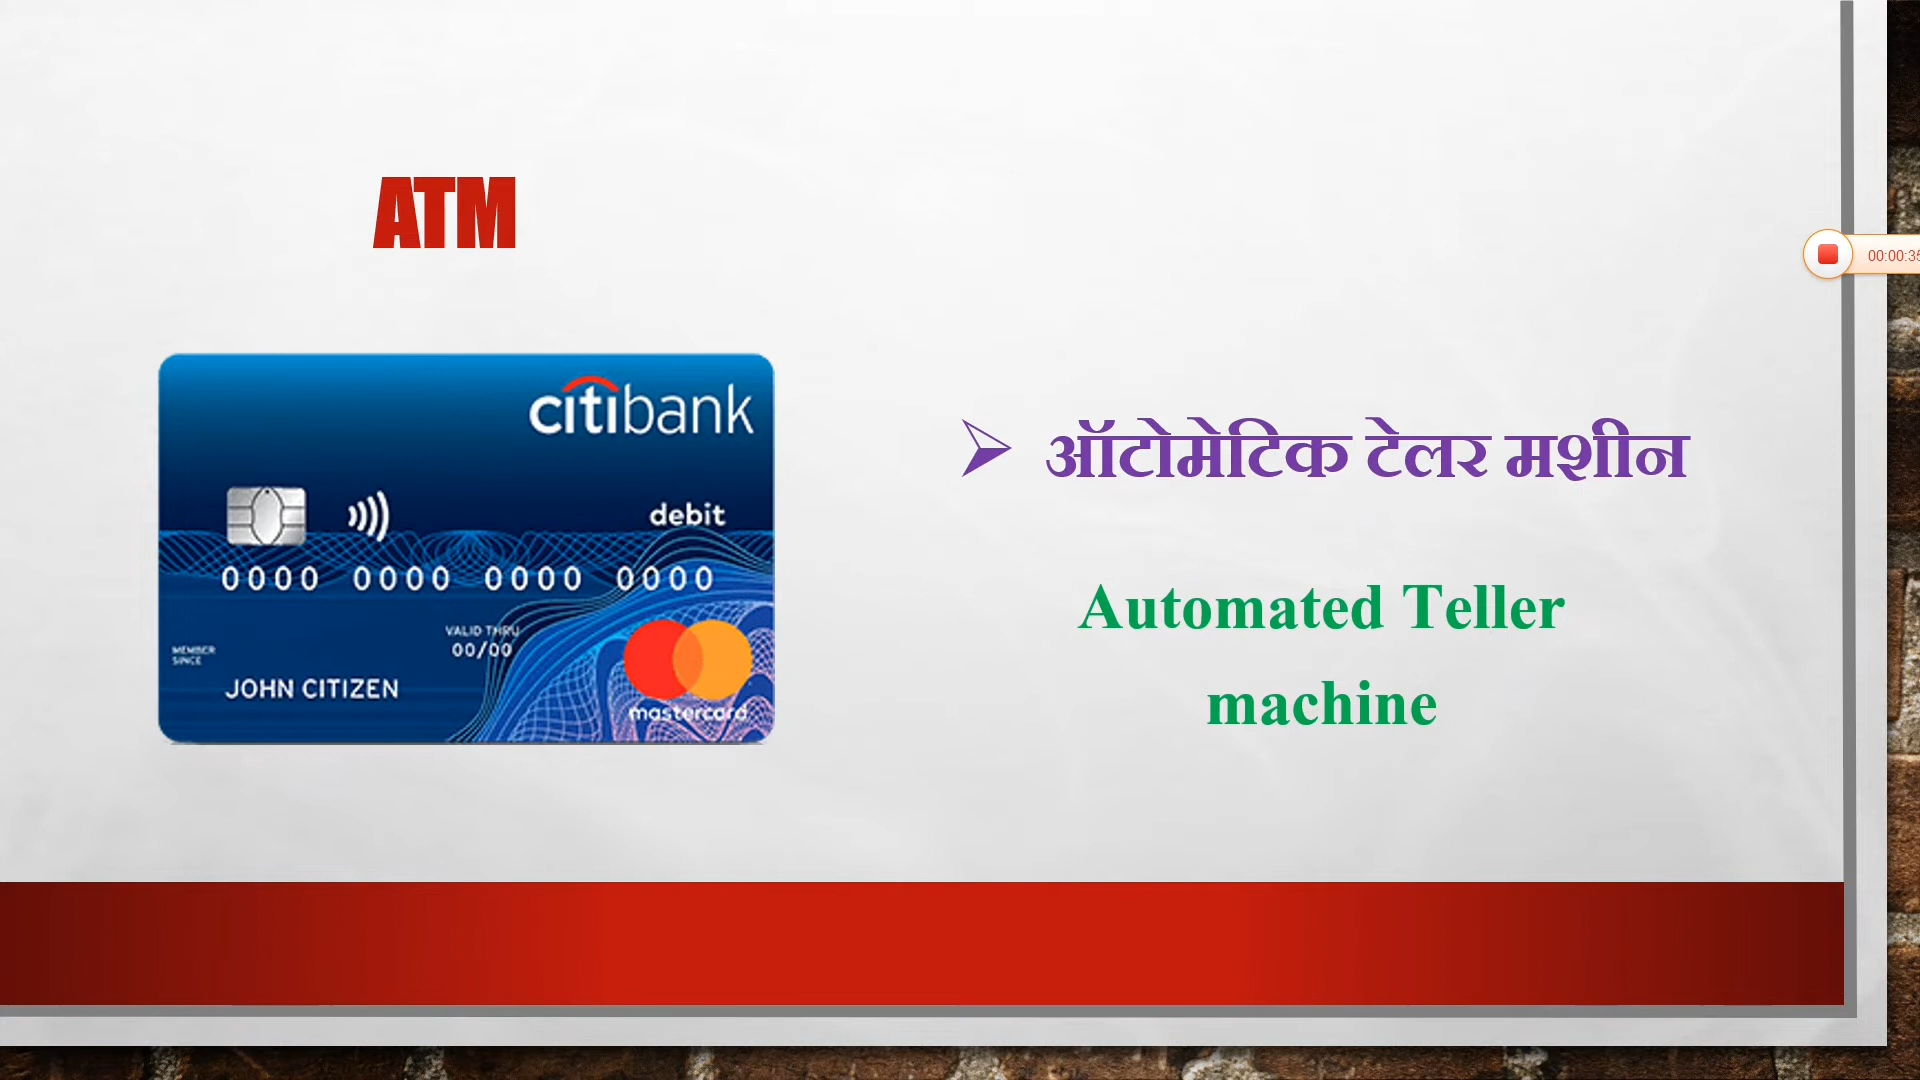 ATM
citibank
debit
0000 0000 0000 0000
VALID THRU
00/00
MEMBER
SINCE
JOHN CITIZEN
mastercard
ऑटोमेटिक टेलर मशीन
Automated Teller
machine
00:00:35